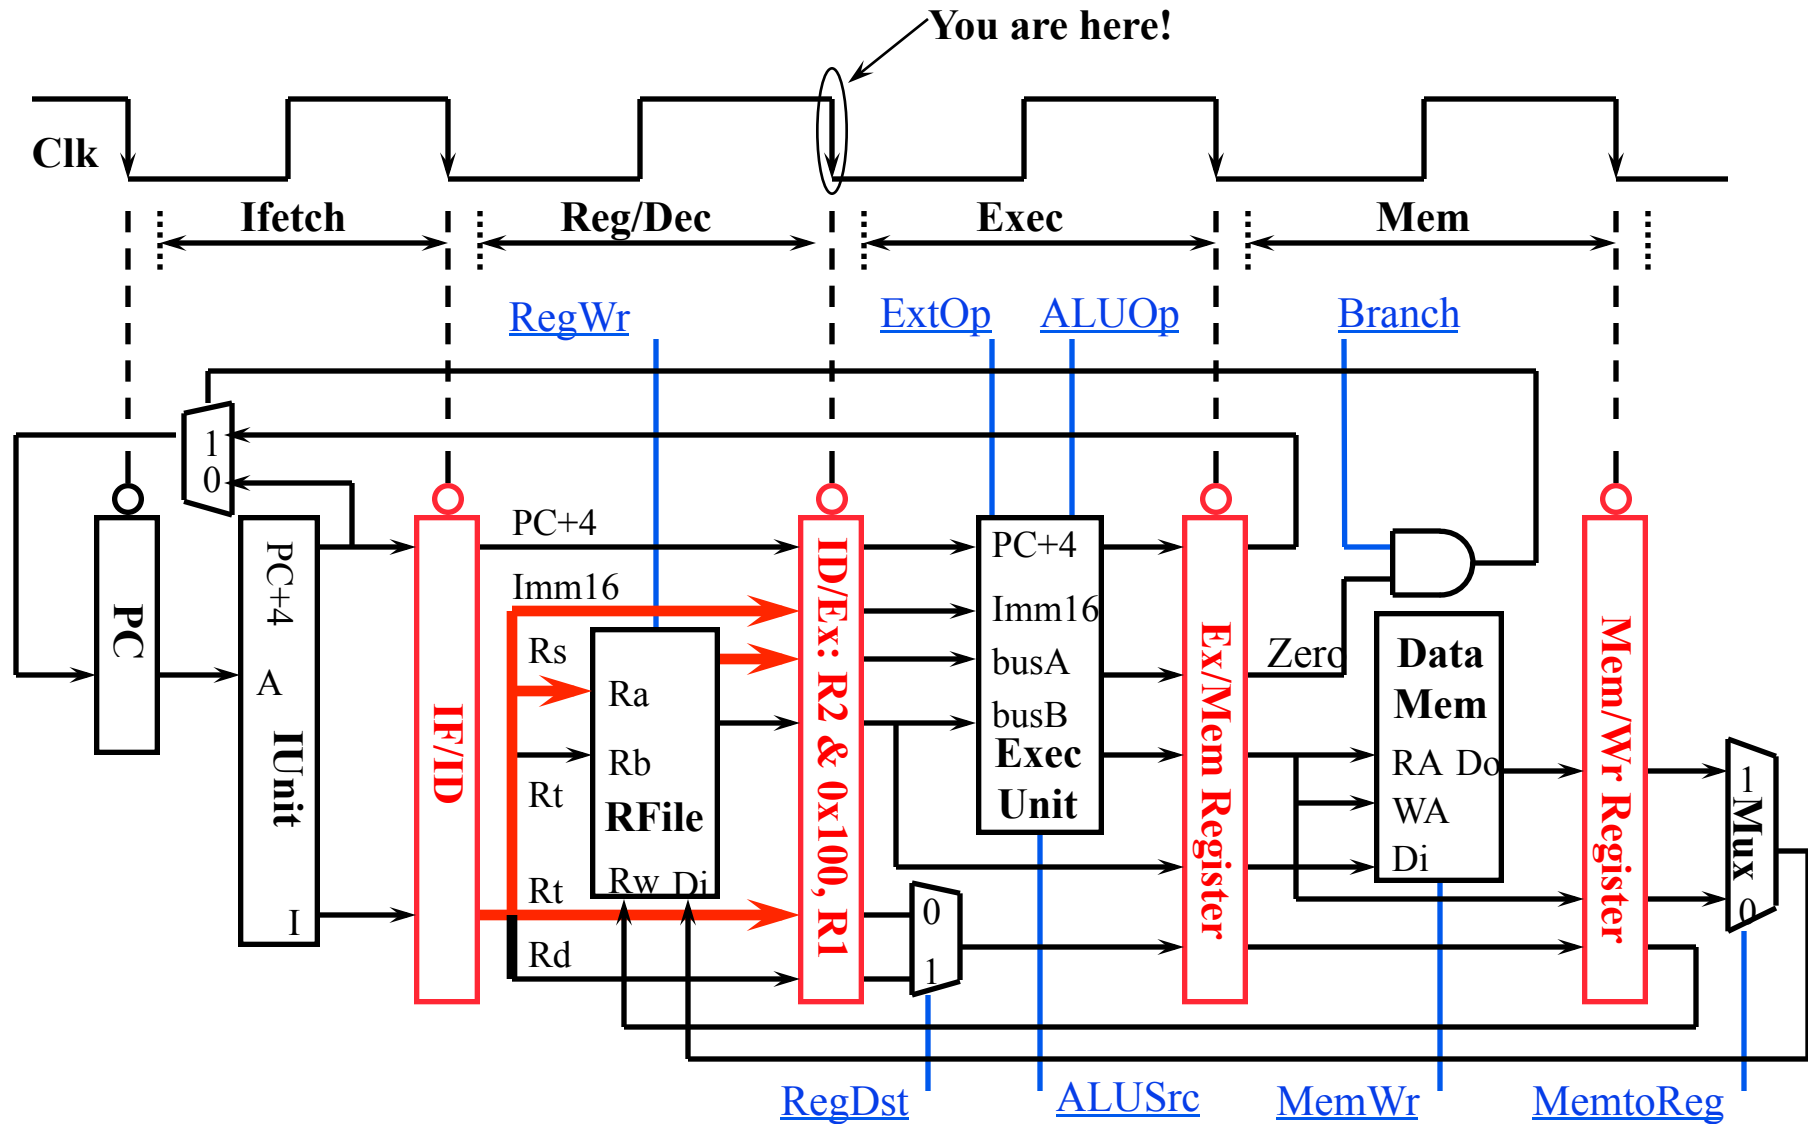 You are here!
Clk
Ifetch
Reg/Dec
Exec
Mem
RegWr
ExtOp
ALUOp
Branch
1
0
PC
PC+4
A
IUnit
I
IF/ID
PC+4
Imm16
Rs
Rt
Rt
Rd
Ra
Rb
RFile
Rw Di
ID/Ex: R2 & 0x100, R1
PC+4
Imm16
busA
busB
Exec
Unit
0
1
Ex/Mem Register
Zero
Data
Mem
RA Do
WA
Di
Mem/Wr Register
1
Mux
0
RegDst
ALUSrc
MemWr
MemtoReg